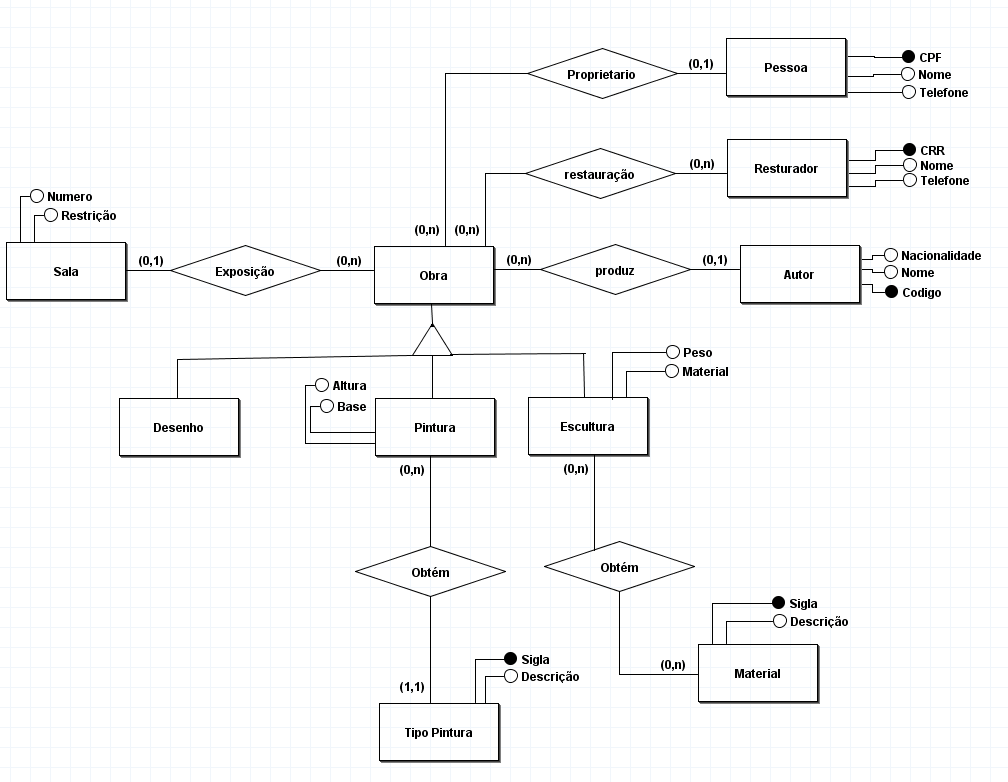 Proprietario
(0,1)
Pessoa
CPF
Nome
Telefone
restauração
(0,n)
Resturador
CRR
Nome
Telefone
Numero
Restrição
(0,n)
(0,n)
Sala
(0,1)
Exposição
(0,n)
Obra
(0,n)
produz
(0,1)
Autor
Nacionalidade
Nome
Codigo
Peso
Material
Altura
Base
Desenho
Pintura
Escultura
(0,n)
(0,n)
Obtém
Obtém
Sigla
Descrição
(0,n)
Material
Sigla
Descrição
(1,1)
Tipo Pintura